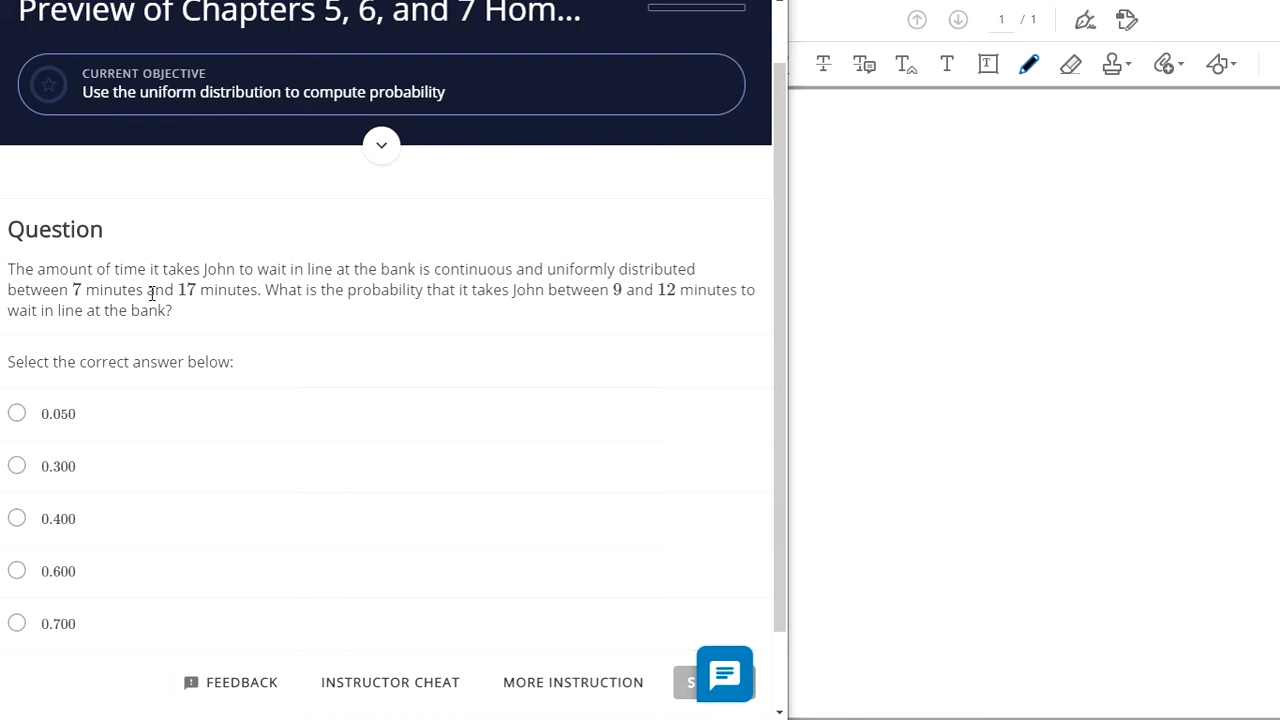 Preview of Chapters 5, 6, and 7 Hom...
1 / 1
CURRENT OBJECTIVE
Use the uniform distribution to compute probability
Question
The amount of time it takes John to wait in line at the bank is continuous and uniformly distributed
between 7 minutes and 17 minutes. What is the probability that it takes John between 9 and 12 minutes to
wait in line at the bank?
Select the correct answer below:
0.050
0.300
0.400
0.600
0.700
FEEDBACK
INSTRUCTOR CHEAT
MORE INSTRUCTION